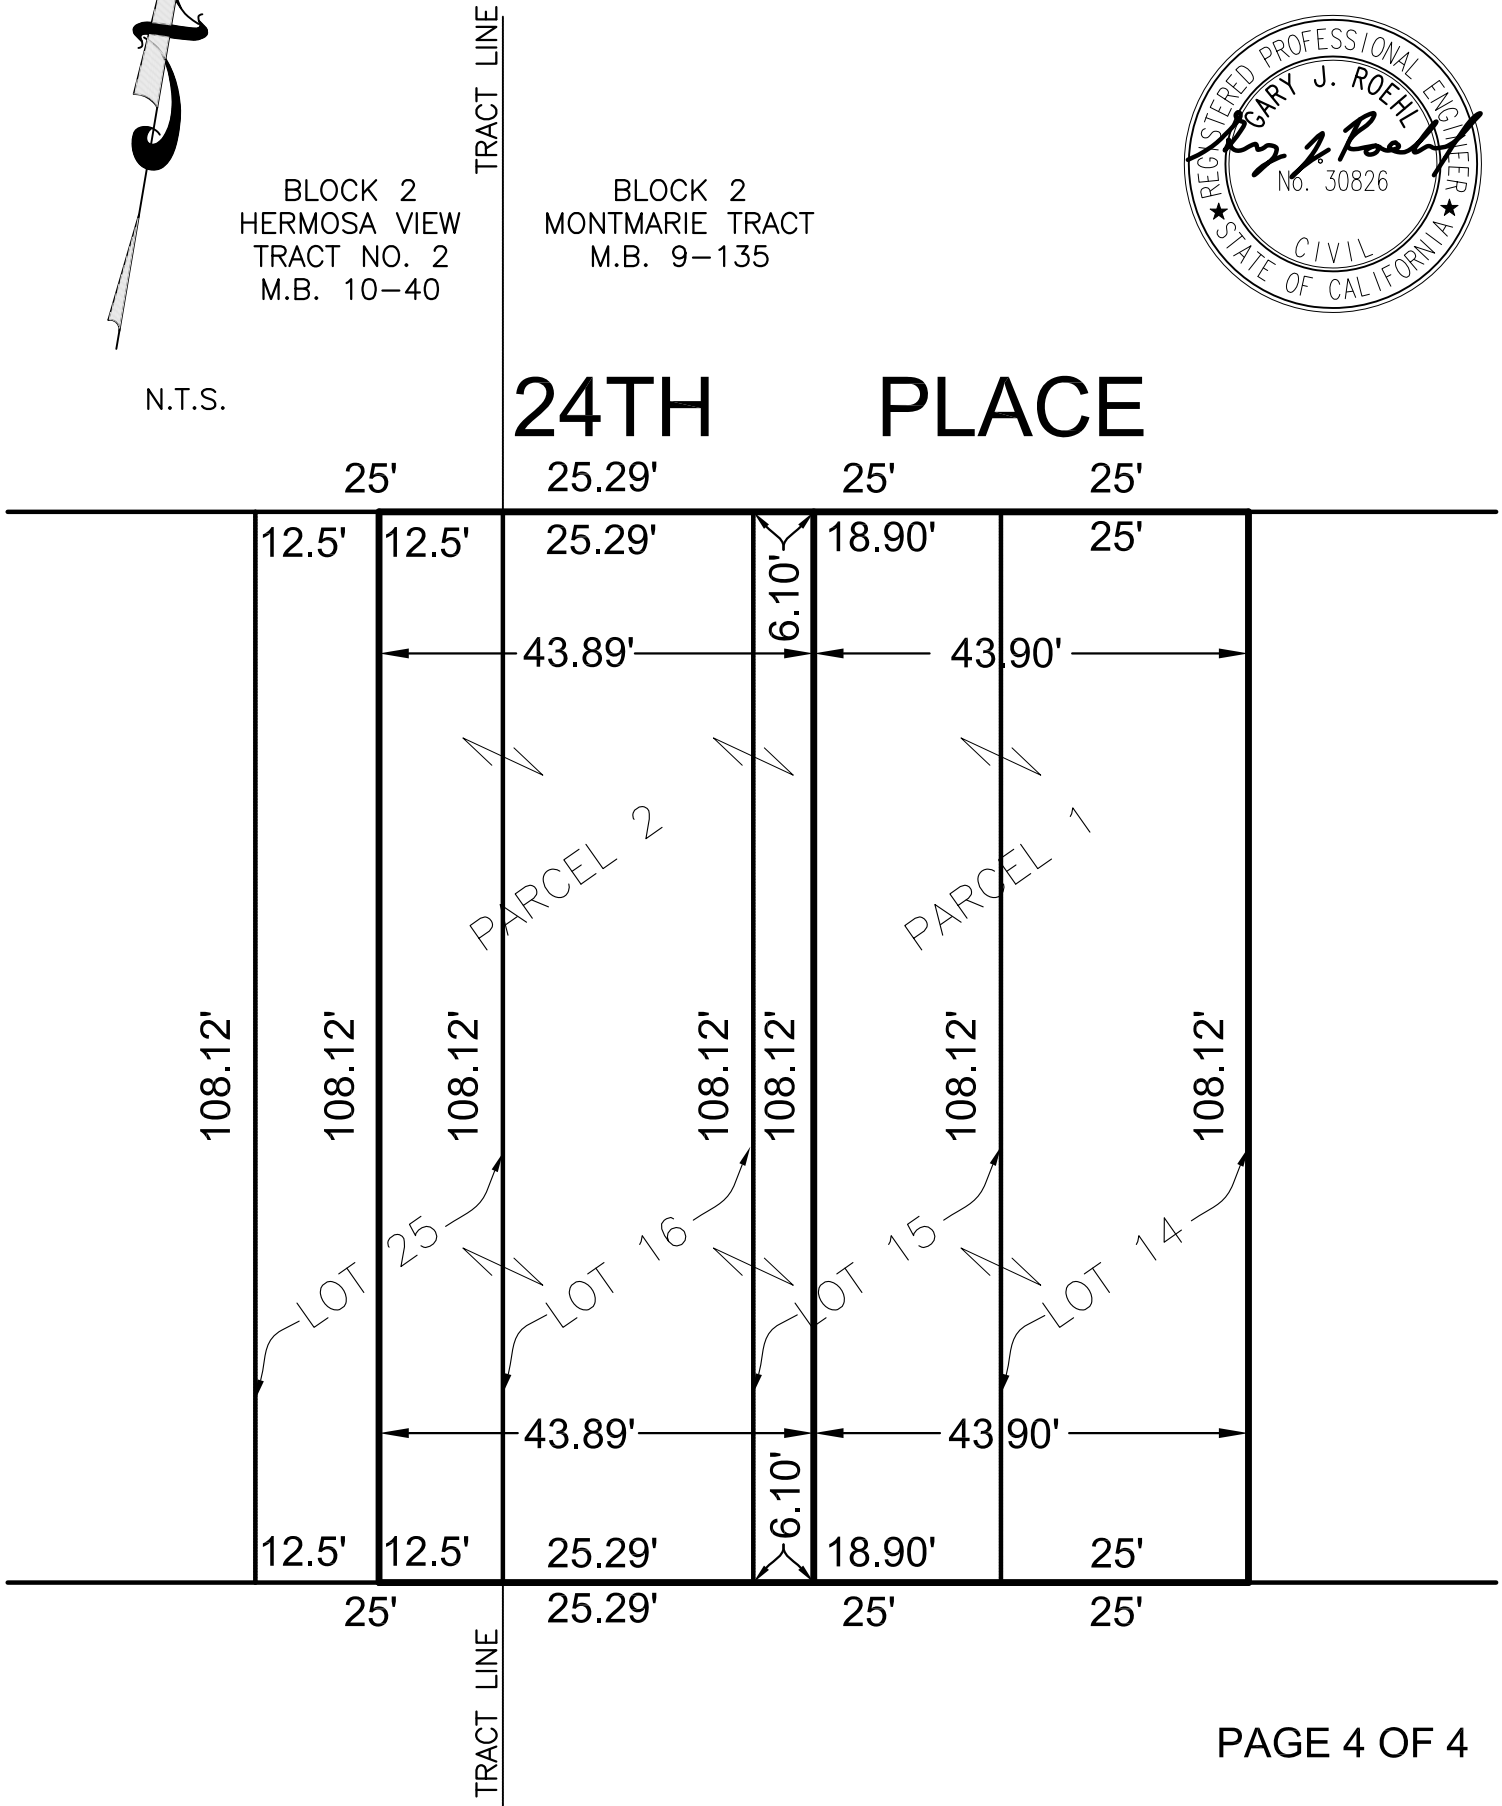 TRACT LINE
REGISTERED PROFESSIONAL ENGINEER
GARY J. ROEHL
Gary J. Roehl
No. 30826
CIVIL
★ STATE OF CALIFORNIA ★
BLOCK 2
HERMOSA VIEW
TRACT NO. 2
M.B. 10-40
BLOCK 2
MONTMARIE TRACT
M.B. 9-135
N.T.S.
24TH PLACE
25' 25.29' 25' 25'
12.5' 12.5' 25.29' 6.10' 18.90' 25'
43.89' 43.90'
PARCEL 2 PARCEL 1
108.12' 108.12' 108.12' 108.12' 108.12' 108.12' 108.12'
LOT 25 LOT 16 LOT 15 LOT 14
43.89' 43.90'
12.5' 12.5' 25.29' 6.10' 18.90' 25'
25' 25.29' 25' 25'
TRACT LINE
PAGE 4 OF 4